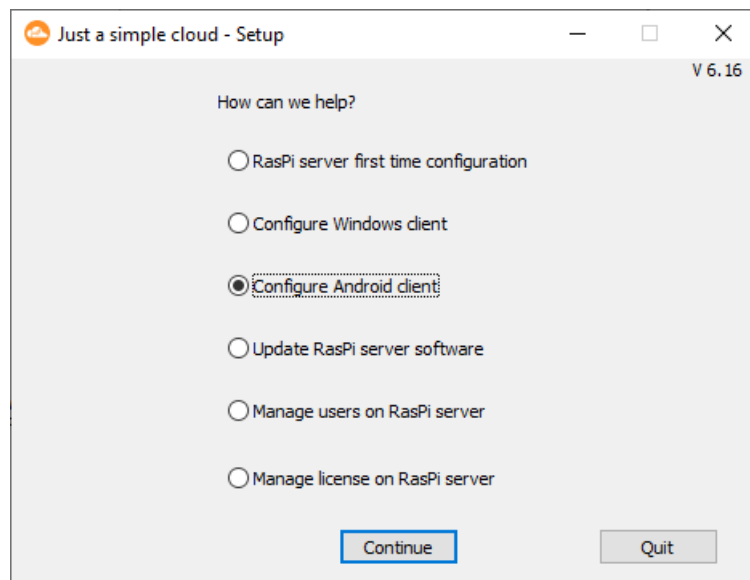 Just a simple cloud - Setup
V 6.16
How can we help?
RasPi server first time configuration
Configure Windows client
Configure Android client
Update RasPi server software
Manage users on RasPi server
Manage license on RasPi server
Continue
Quit